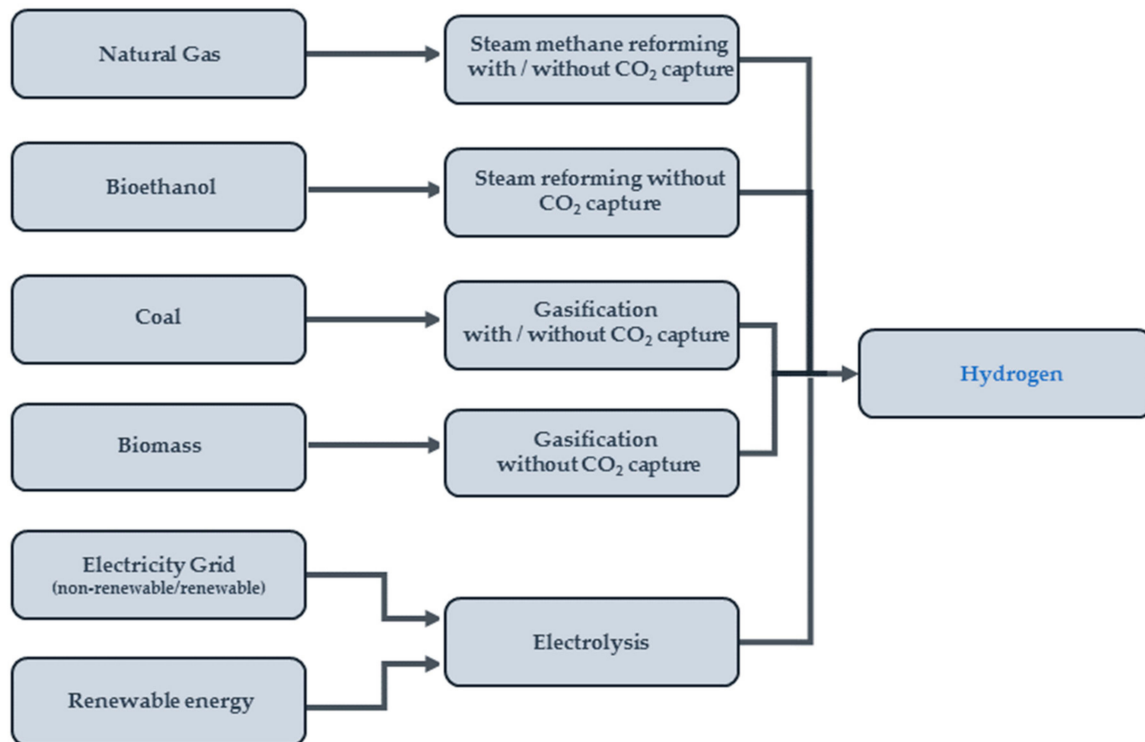 Natural Gas
Steam methane reforming
with / without CO₂ capture
Bioethanol
Steam reforming without
CO₂ capture
Coal
Gasification
with / without CO₂ capture
Hydrogen
Biomass
Gasification
without CO₂ capture
Electricity Grid
(non-renewable/renewable)
Electrolysis
Renewable energy